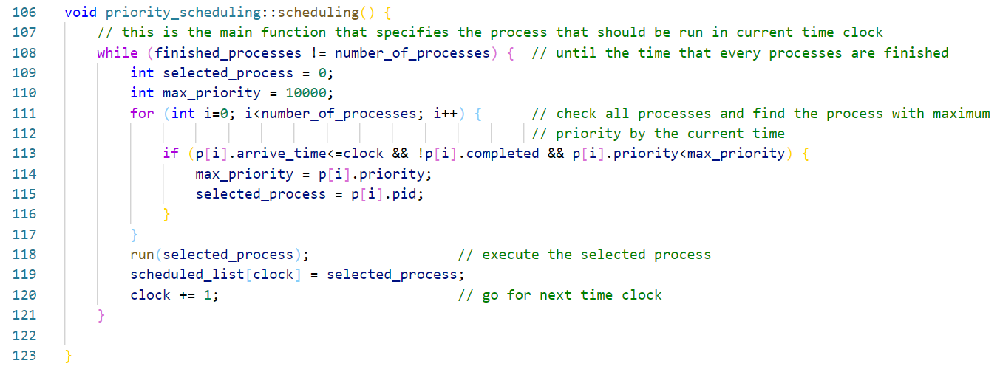 106 void priority_scheduling::scheduling() {
107 // this is the main function that specifies the process that should be run in current time clock
108 while (finished_processes != number_of_processes) { // until the time that every processes are finished
109 int selected_process = 0;
110 int max_priority = 10000;
111 for (int i=0; i<number_of_processes; i++) { // check all processes and find the process with maximum
112 // priority by the current time
113 if (p[i].arrive_time<=clock && !p[i].completed && p[i].priority<max_priority) {
114 max_priority = p[i].priority;
115 selected_process = p[i].pid;
116 }
117 }
118 run(selected_process); // execute the selected process
119 scheduled_list[clock] = selected_process;
120 clock += 1; // go for next time clock
121 }
122
123 }